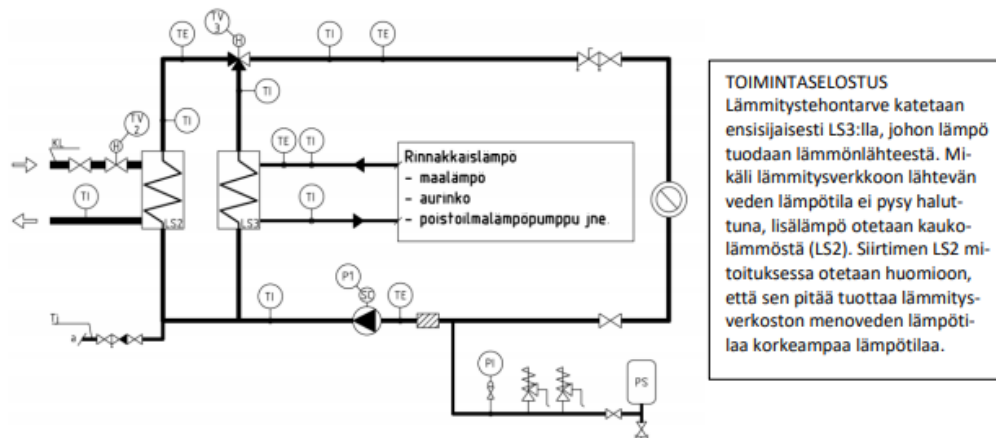 TV
3
H
TE
TI
TE
TI
TI
TV
2
H
KL
TE
TI
TI
TI
LS2
LS3
Rinnakkaislämpö
- maalämpö
- aurinko
- poistoilmalämpöpumppu jne.
P1
SO
TI
TE
Tj
a
PI
PS
TOIMINTASELOSTUS
Lämmitystehontarve katetaan
ensisijaisesti LS3:lla, johon lämpö
tuodaan lämmönlähteestä. Mi-
käli lämmitysverkkoon lähtevän
veden lämpötila ei pysy halut-
tuna, lisälämpö otetaan kauko-
lämmöstä (LS2). Siirtimen LS2 mi-
toituksessa otetaan huomioon,
että sen pitää tuottaa lämmitys-
verkoston menoveden lämpöti-
laa korkeampaa lämpötilaa.